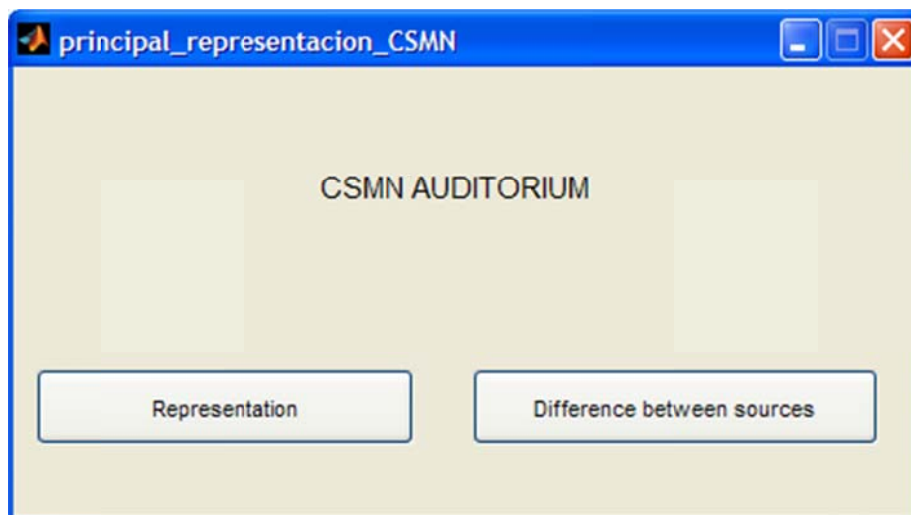 principal_representacion_CSMN
CSMN AUDITORIUM
Representation
Difference between sources